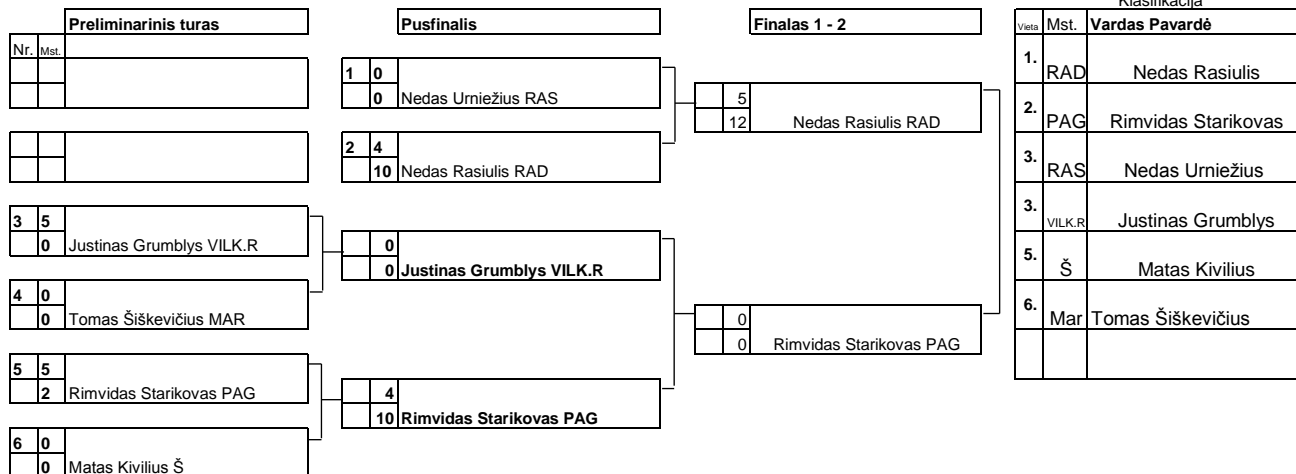 Klasifikacija
Preliminarinis turas Pusfinalis Finalas 1 - 2 Vieta Mst. Vardas Pavardė
Nr. Mst.
1 0
0 Nedas Urniežius RAS
2 4
10 Nedas Rasiulis RAD
5
12 Nedas Rasiulis RAD
3 5
0 Justinas Grumblys VILK.R
4 0
0 Tomas Šiškevičius MAR
0
0 Justinas Grumblys VILK.R
5 5
2 Rimvidas Starikovas PAG
6 0
0 Matas Kivilius Š
4
10 Rimvidas Starikovas PAG
0
0 Rimvidas Starikovas PAG
1. RAD Nedas Rasiulis
2. PAG Rimvidas Starikovas
3. RAS Nedas Urniežius
3. VILK.R Justinas Grumblys
5. Š Matas Kivilius
6. Mar Tomas Šiškevičius